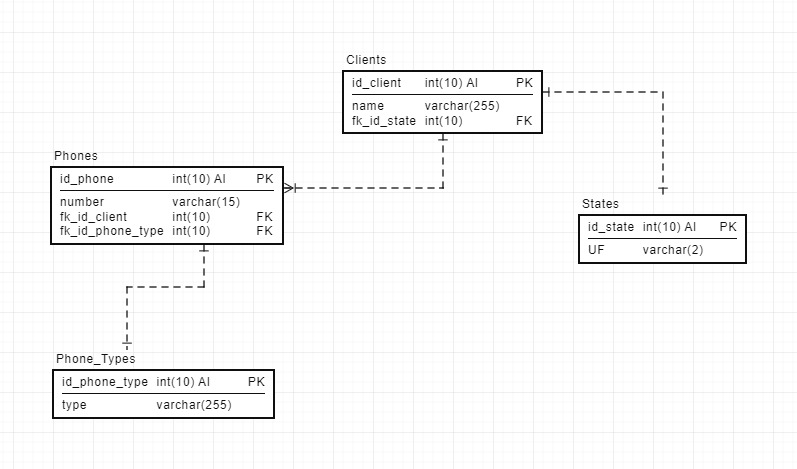 Clients
id_client int(10) AI PK
name varchar(255)
fk_id_state int(10) FK
Phones
id_phone int(10) AI PK
number varchar(15)
fk_id_client int(10) FK
fk_id_phone_type int(10) FK
States
id_state int(10) AI PK
UF varchar(2)
Phone_Types
id_phone_type int(10) AI PK
type varchar(255)